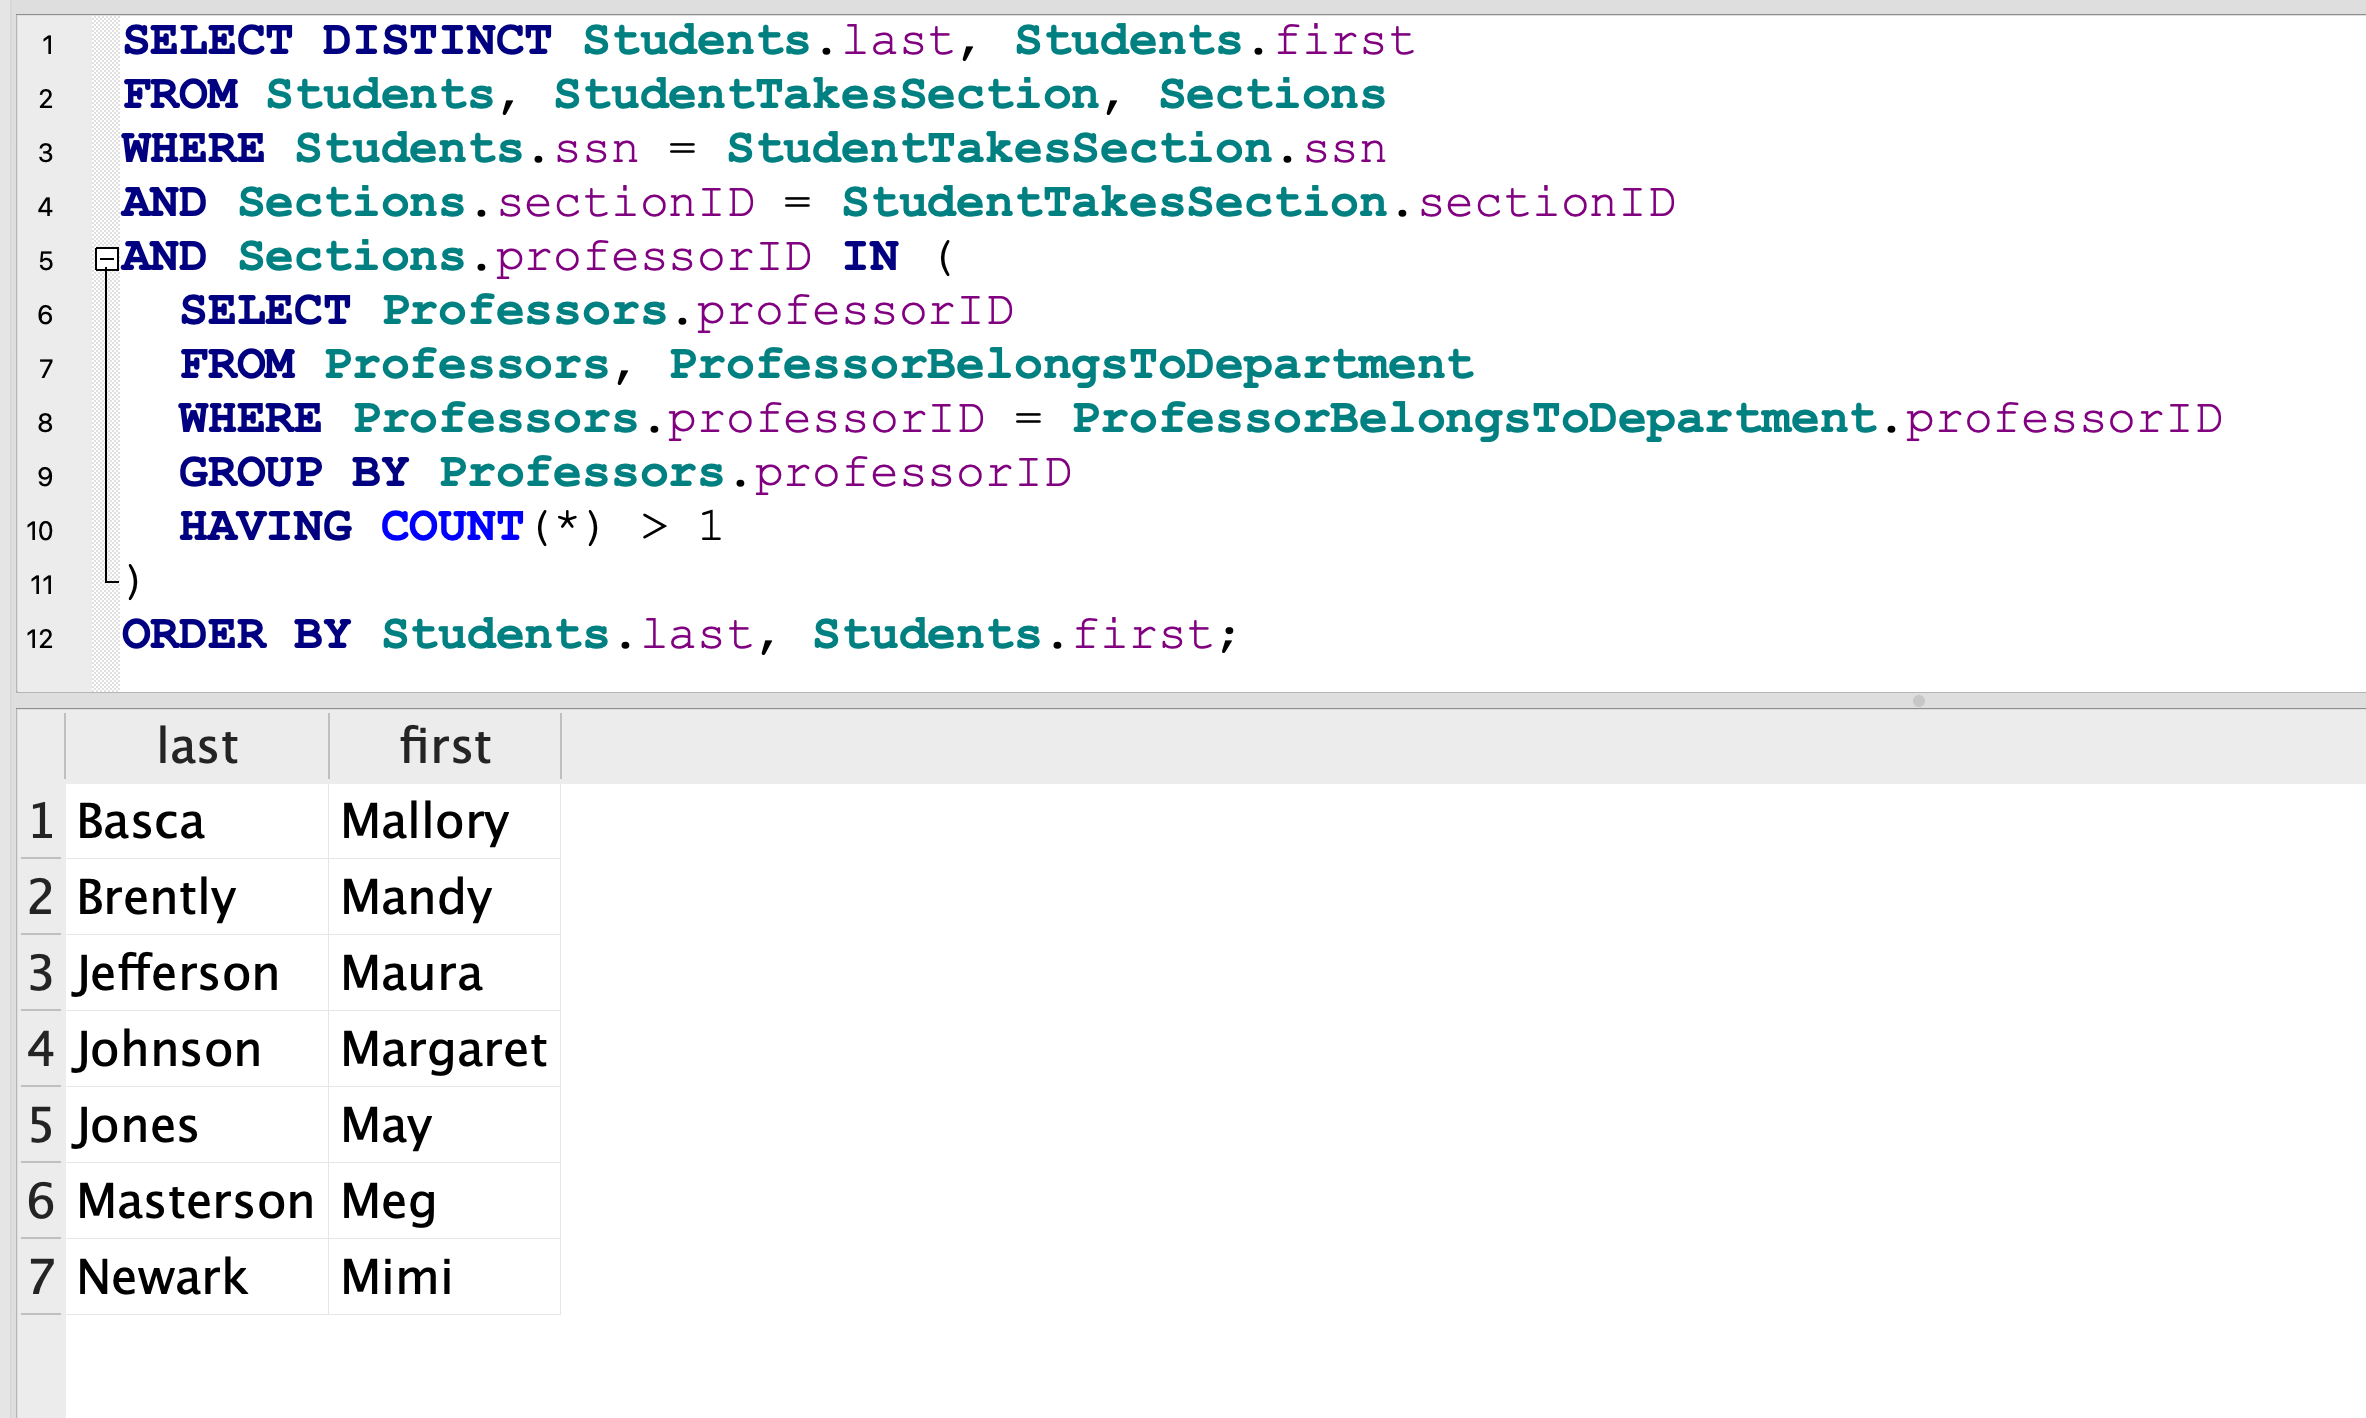 1 SELECT DISTINCT Students.last, Students.first
2 FROM Students, StudentTakesSection, Sections
3 WHERE Students.ssn = StudentTakesSection.ssn
4 AND Sections.sectionID = StudentTakesSection.sectionID
5 AND Sections.professorID IN (
6 SELECT Professors.professorID
7 FROM Professors, ProfessorBelongsToDepartment
8 WHERE Professors.professorID = ProfessorBelongsToDepartment.professorID
9 GROUP BY Professors.professorID
10 HAVING COUNT(*) > 1
11 )
12 ORDER BY Students.last, Students.first;
last first
1 Basca Mallory
2 Brently Mandy
3 Jefferson Maura
4 Johnson Margaret
5 Jones May
6 Masterson Meg
7 Newark Mimi